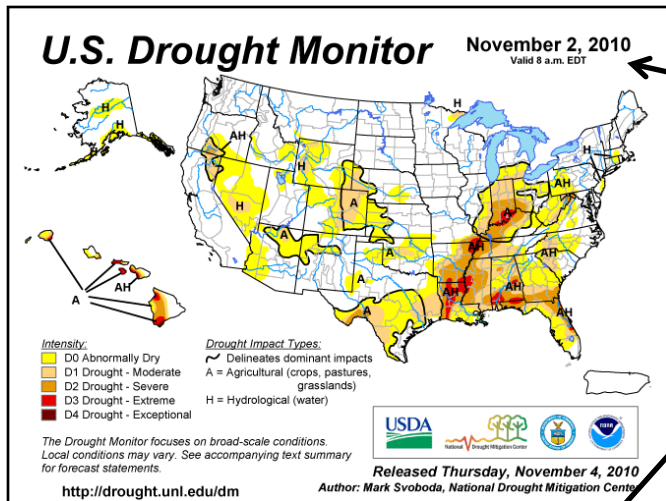 U.S. Drought Monitor
November 2, 2010
Valid 8 a.m. EDT
H
H
H
AH
H
H
A
A
A
A
A
A
AH
AH
AH
AH
AH
AH
H
H
A
AH
Intensity:
D0 Abnormally Dry
D1 Drought - Moderate
D2 Drought - Severe
D3 Drought - Extreme
D4 Drought - Exceptional
Drought Impact Types:
Delineates dominant impacts
A = Agricultural (crops, pastures,
grasslands)
H = Hydrological (water)
The Drought Monitor focuses on broad-scale conditions.
Local conditions may vary. See accompanying text summary
for forecast statements.
http://drought.unl.edu/dm
USDA
National Drought Mitigation Center
Released Thursday, November 4, 2010
Author: Mark Svoboda, National Drought Mitigation Center